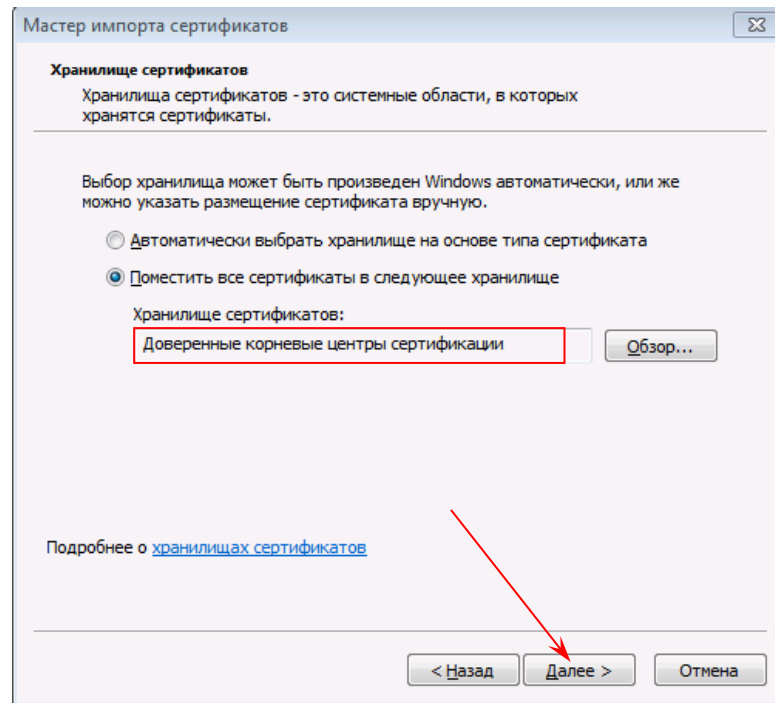 Мастер импорта сертификатов
Хранилище сертификатов
Хранилища сертификатов - это системные области, в которых
хранятся сертификаты.
Выбор хранилища может быть произведен Windows автоматически, или же
можно указать размещение сертификата вручную.
Автоматически выбрать хранилище на основе типа сертификата
Поместить все сертификаты в следующее хранилище
Хранилище сертификатов:
Доверенные корневые центры сертификации
Обзор...
Подробнее о хранилищах сертификатов
< Назад
Далее >
Отмена